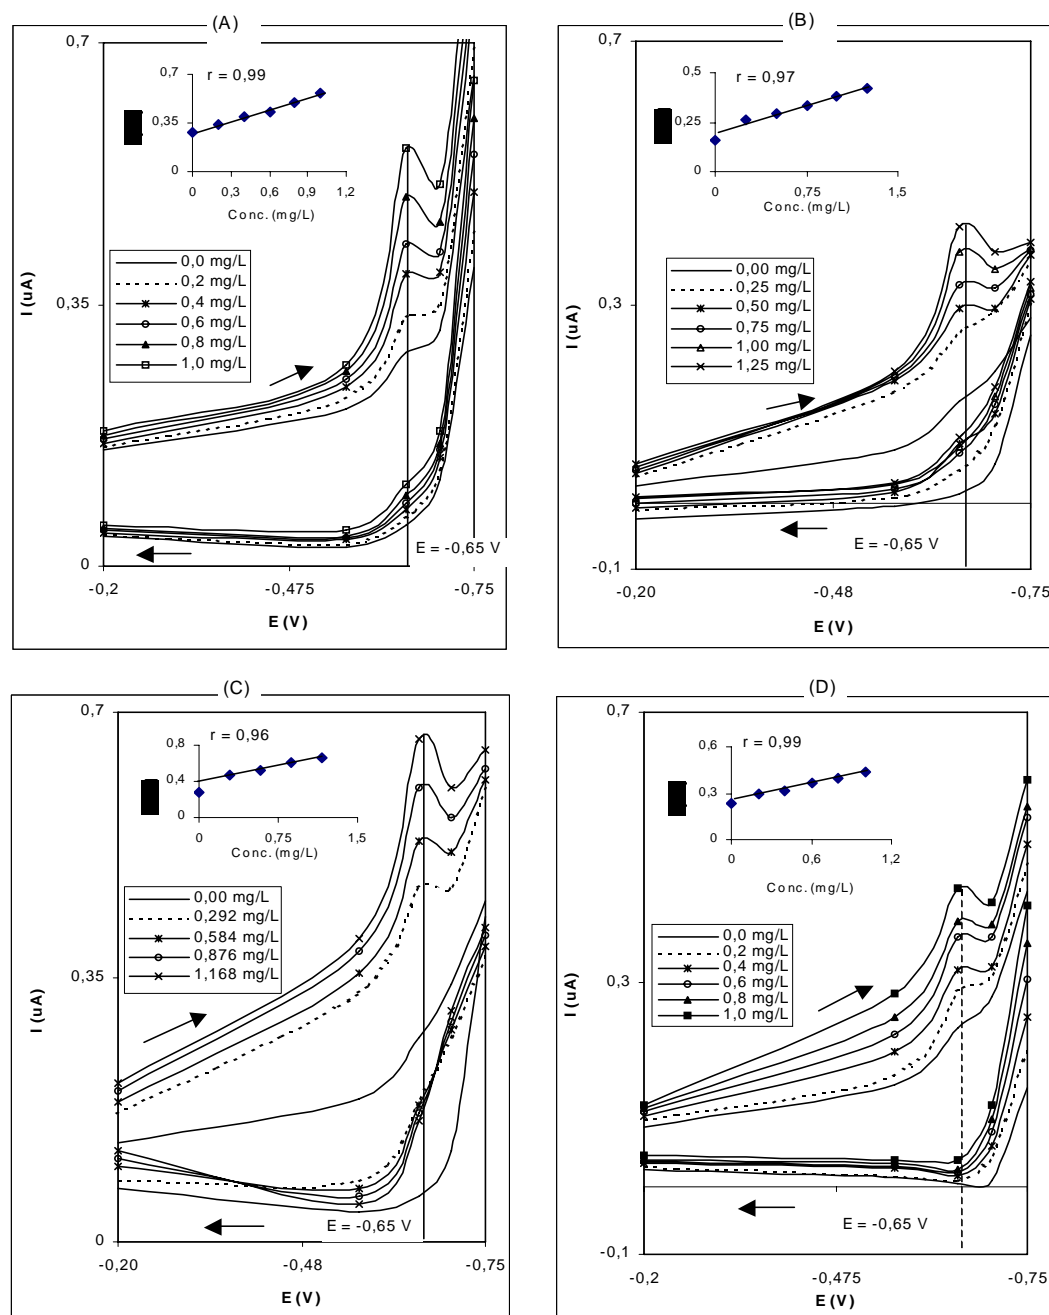 (A)
0,7
0,7
r = 0,99
0,35
0
0
0,3
0,6
0,9
1,2
Conc. (mg/L)
0,0 mg/L
0,2 mg/L
0,4 mg/L
0,6 mg/L
0,8 mg/L
1,0 mg/L
0,35
I (uA)
E = -0,65 V
0
-0,2
-0,475
-0,75
E (V)
(B)
0,7
0,5
r = 0,97
0,25
0
0
0,75
1,5
Conc. (mg/L)
0,00 mg/L
0,25 mg/L
0,50 mg/L
0,75 mg/L
1,00 mg/L
1,25 mg/L
0,3
I (uA)
E = -0,65 V
-0,1
-0,20
-0,48
-0,75
E (V)
(C)
0,7
0,8
r = 0,96
0,4
0
0
0,75
1,5
Conc. (mg/L)
0,00 mg/L
0,292 mg/L
0,584 mg/L
0,876 mg/L
1,168 mg/L
0,35
I (uA)
E = -0,65 V
0
-0,20
-0,48
-0,75
E (V)
(D)
0,7
0,6
r = 0,99
0,3
0
0
0,6
1,2
Conc. (mg/L)
0,0 mg/L
0,2 mg/L
0,4 mg/L
0,6 mg/L
0,8 mg/L
1,0 mg/L
0,3
I (uA)
E = -0,65 V
-0,1
-0,2
-0,475
-0,75
E (V)